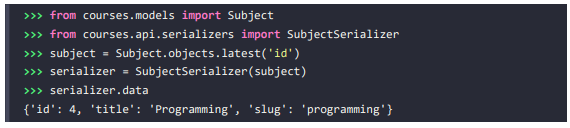 >>> from courses.models import Subject
>>> from courses.api.serializers import SubjectSerializer
>>> subject = Subject.objects.latest('id')
>>> serializer = SubjectSerializer(subject)
>>> serializer.data
{'id': 4, 'title': 'Programming', 'slug': 'programming'}